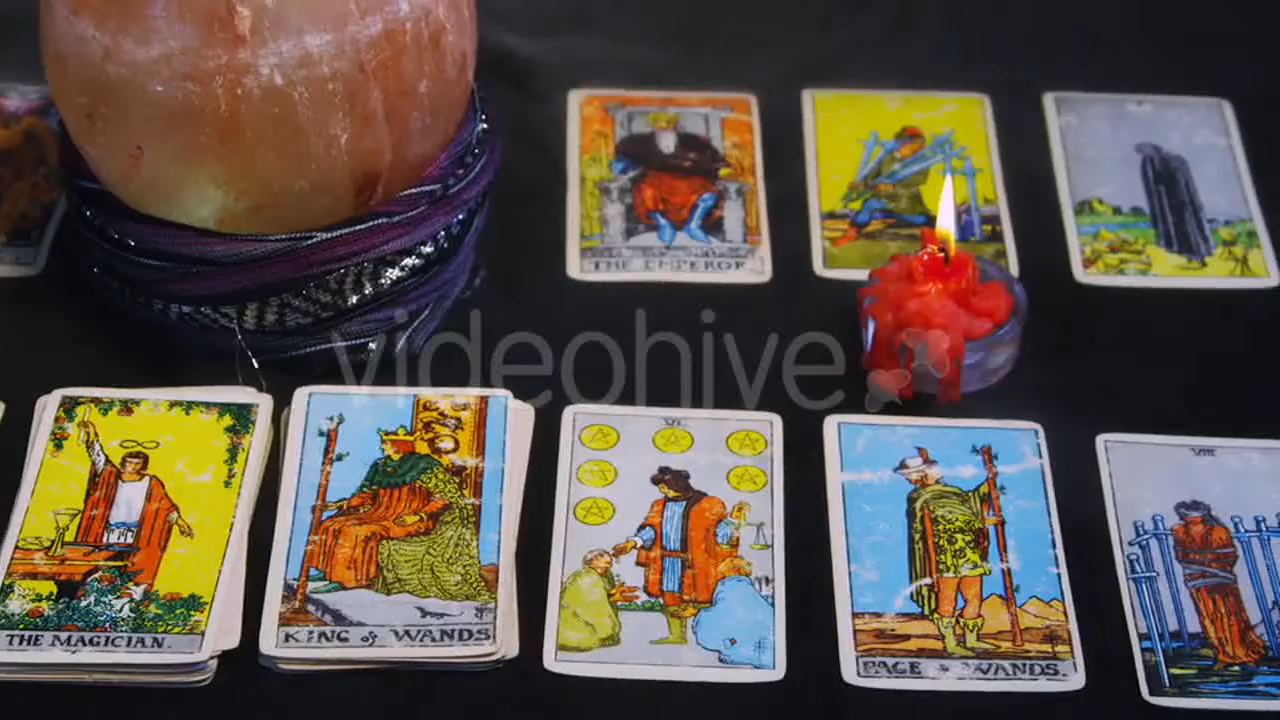 THE EMPEROR.
videohive
THE MAGICIAN.
KING of WANDS
VI
PAGE of WANDS.
VIII